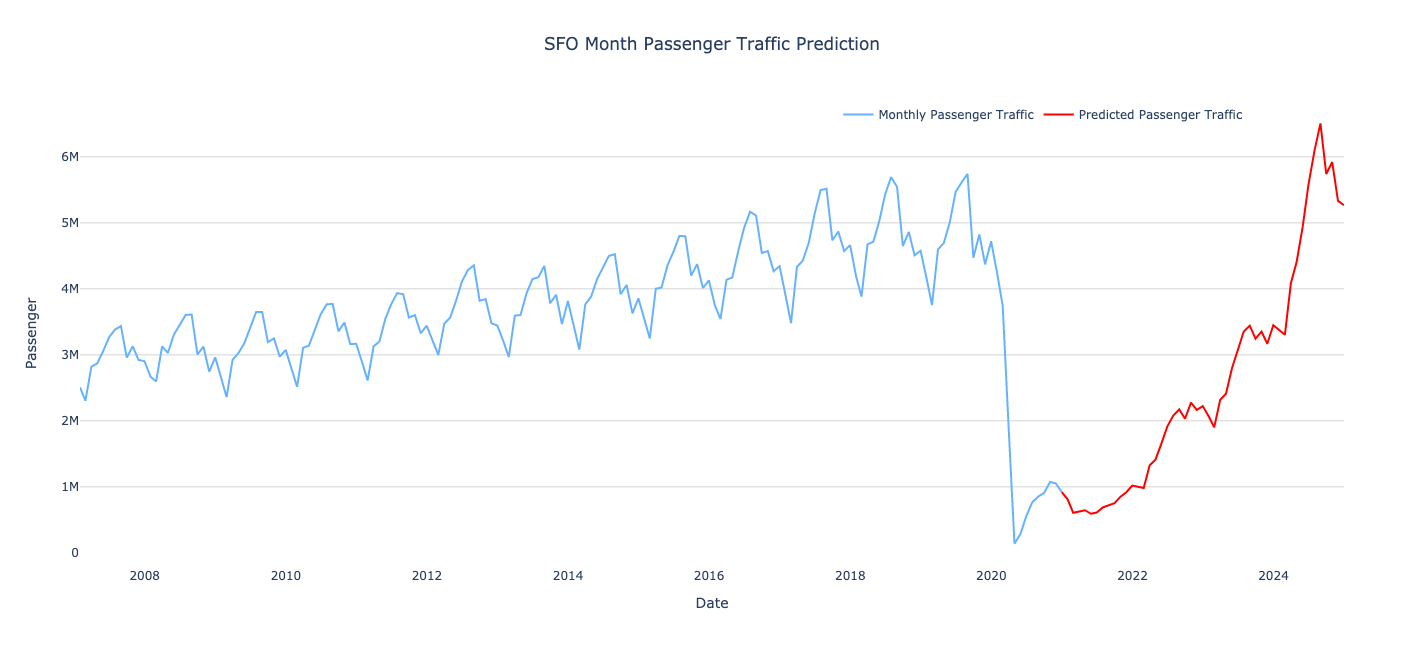 SFO Month Passenger Traffic Prediction
Monthly Passenger Traffic
Predicted Passenger Traffic
6M
5M
4M
3M
2M
1M
0
Passenger
2008 2010 2012 2014 2016 2018 2020 2022 2024
Date